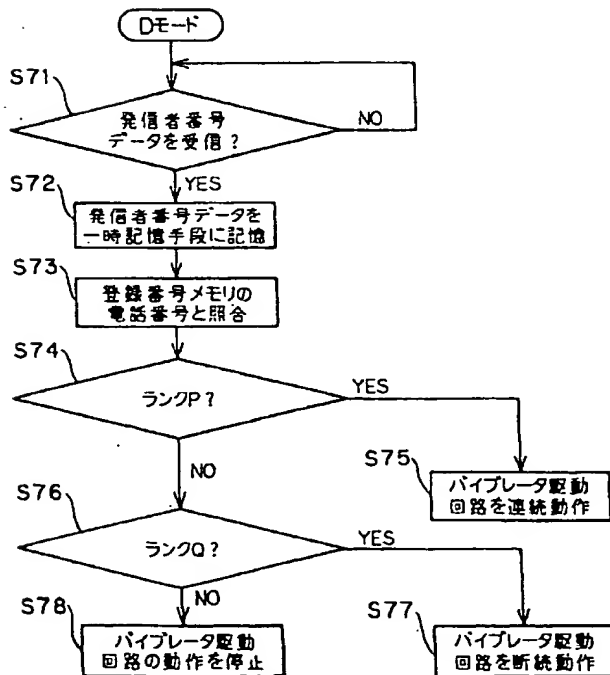 Dモード
S71
発信者番号
データを受信?
NO
YES
S72
発信者番号データを
一時記憶手段に記憶
S73
登録番号メモリの
電話番号と照合
S74
ランクP?
YES
NO
S75
バイブレータ駆動
回路を連続動作
S76
ランクQ?
YES
NO
S78
バイブレータ駆動
回路の動作を停止
S77
バイブレータ駆動
回路を断続動作